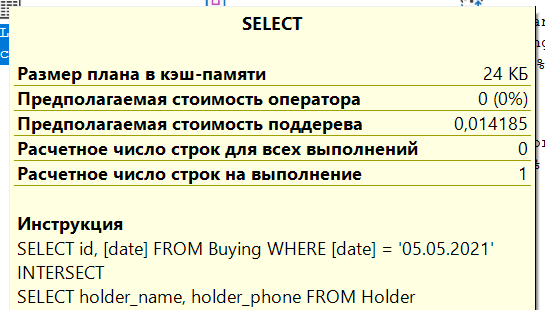 SELECT
Размер плана в кэш-памяти 24 КБ
Предполагаемая стоимость оператора 0 (0%)
Предполагаемая стоимость поддерева 0,014185
Расчетное число строк для всех выполнений 0
Расчетное число строк на выполнение 1
Инструкция
SELECT id, [date] FROM Buying WHERE [date] = '05.05.2021'
INTERSECT
SELECT holder_name, holder_phone FROM Holder